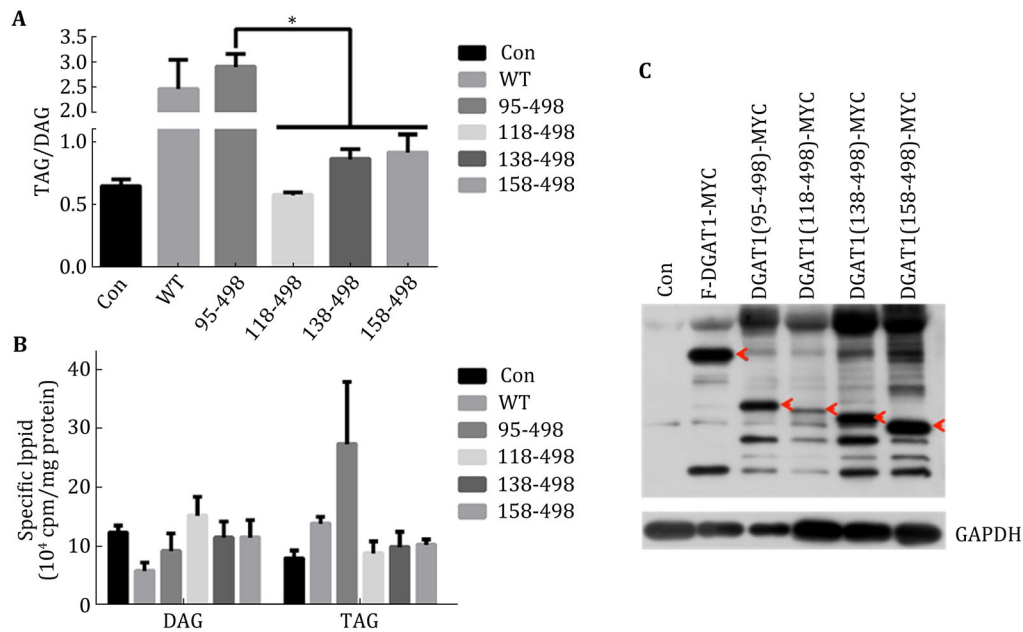 A
*
TAG/DAG
3.5
3.0
2.5
2.0
1.0
0.5
0.0
Con
WT
95-498
118-498
138-498
158-498
Con
WT
95-498
118-498
138-498
158-498
B
Specific lppid
(10⁴ cpm/mg protein)
40
30
20
10
0
DAG
TAG
Con
WT
95-498
118-498
138-498
158-498
C
Con
F-DGAT1-MYC
DGAT1(95-498)-MYC
DGAT1(118-498)-MYC
DGAT1(138-498)-MYC
DGAT1(158-498)-MYC
GAPDH